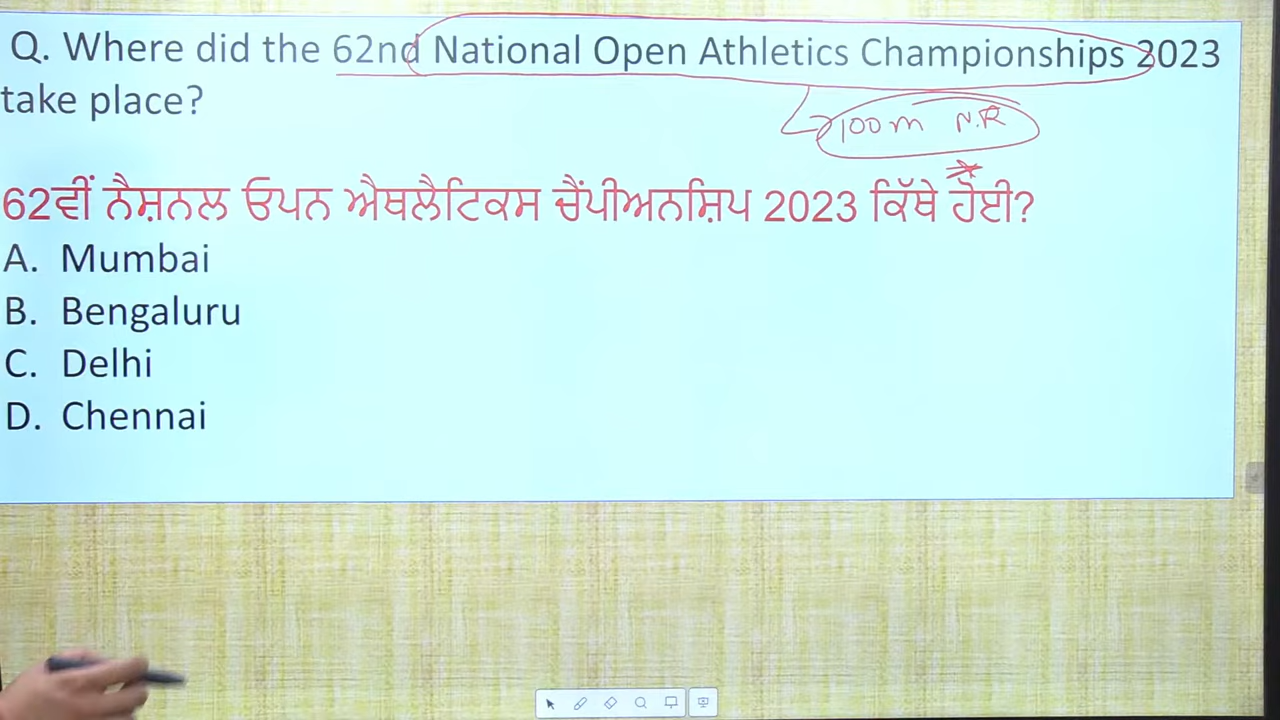 Q. Where did the 62nd National Open Athletics Championships 2023
take place?
100m N.R
62ਵੀਂ ਨੈਸ਼ਨਲ ਓਪਨ ਐਥਲੈਟਿਕਸ ਚੈਂਪੀਅਨਸ਼ਿਪ 2023 ਕਿੱਥੇ ਹੋਈ?
A. Mumbai
B. Bengaluru
C. Delhi
D. Chennai